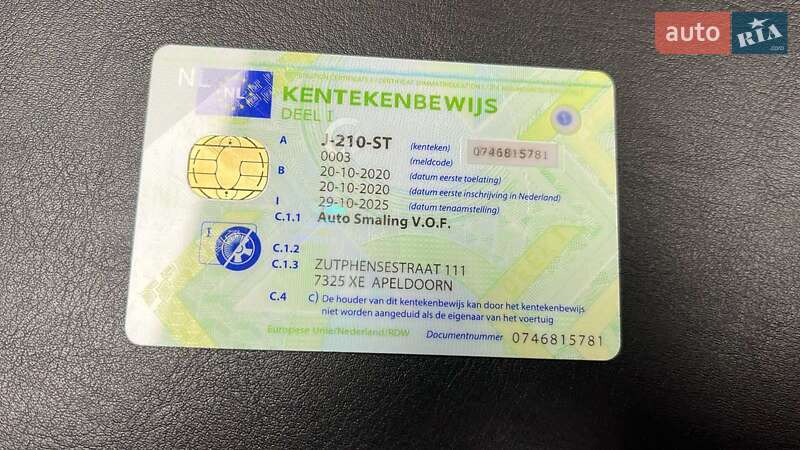 auto RIA.com
NL
NL
KENTEKENBEWIJS
DEEL I
A J-210-ST (kenteken) 0746815781
0003 (meldcode)
B 20-10-2020 (datum eerste toelating)
20-10-2020 (datum eerste inschrijving in Nederland)
I 29-10-2025 (datum tenaamstelling)
C.1.1 Auto Smaling V.O.F.
C.1.2
C.1.3 ZUTPHENSESTRAAT 111
7325 XE APELDOORN
C.4 C) De houder van dit kentekenbewijs kan door het kentekenbewijs
niet worden aangeduid als de eigenaar van het voertuig
Europese Unie/Nederland/RDW Documentnummer 0746815781